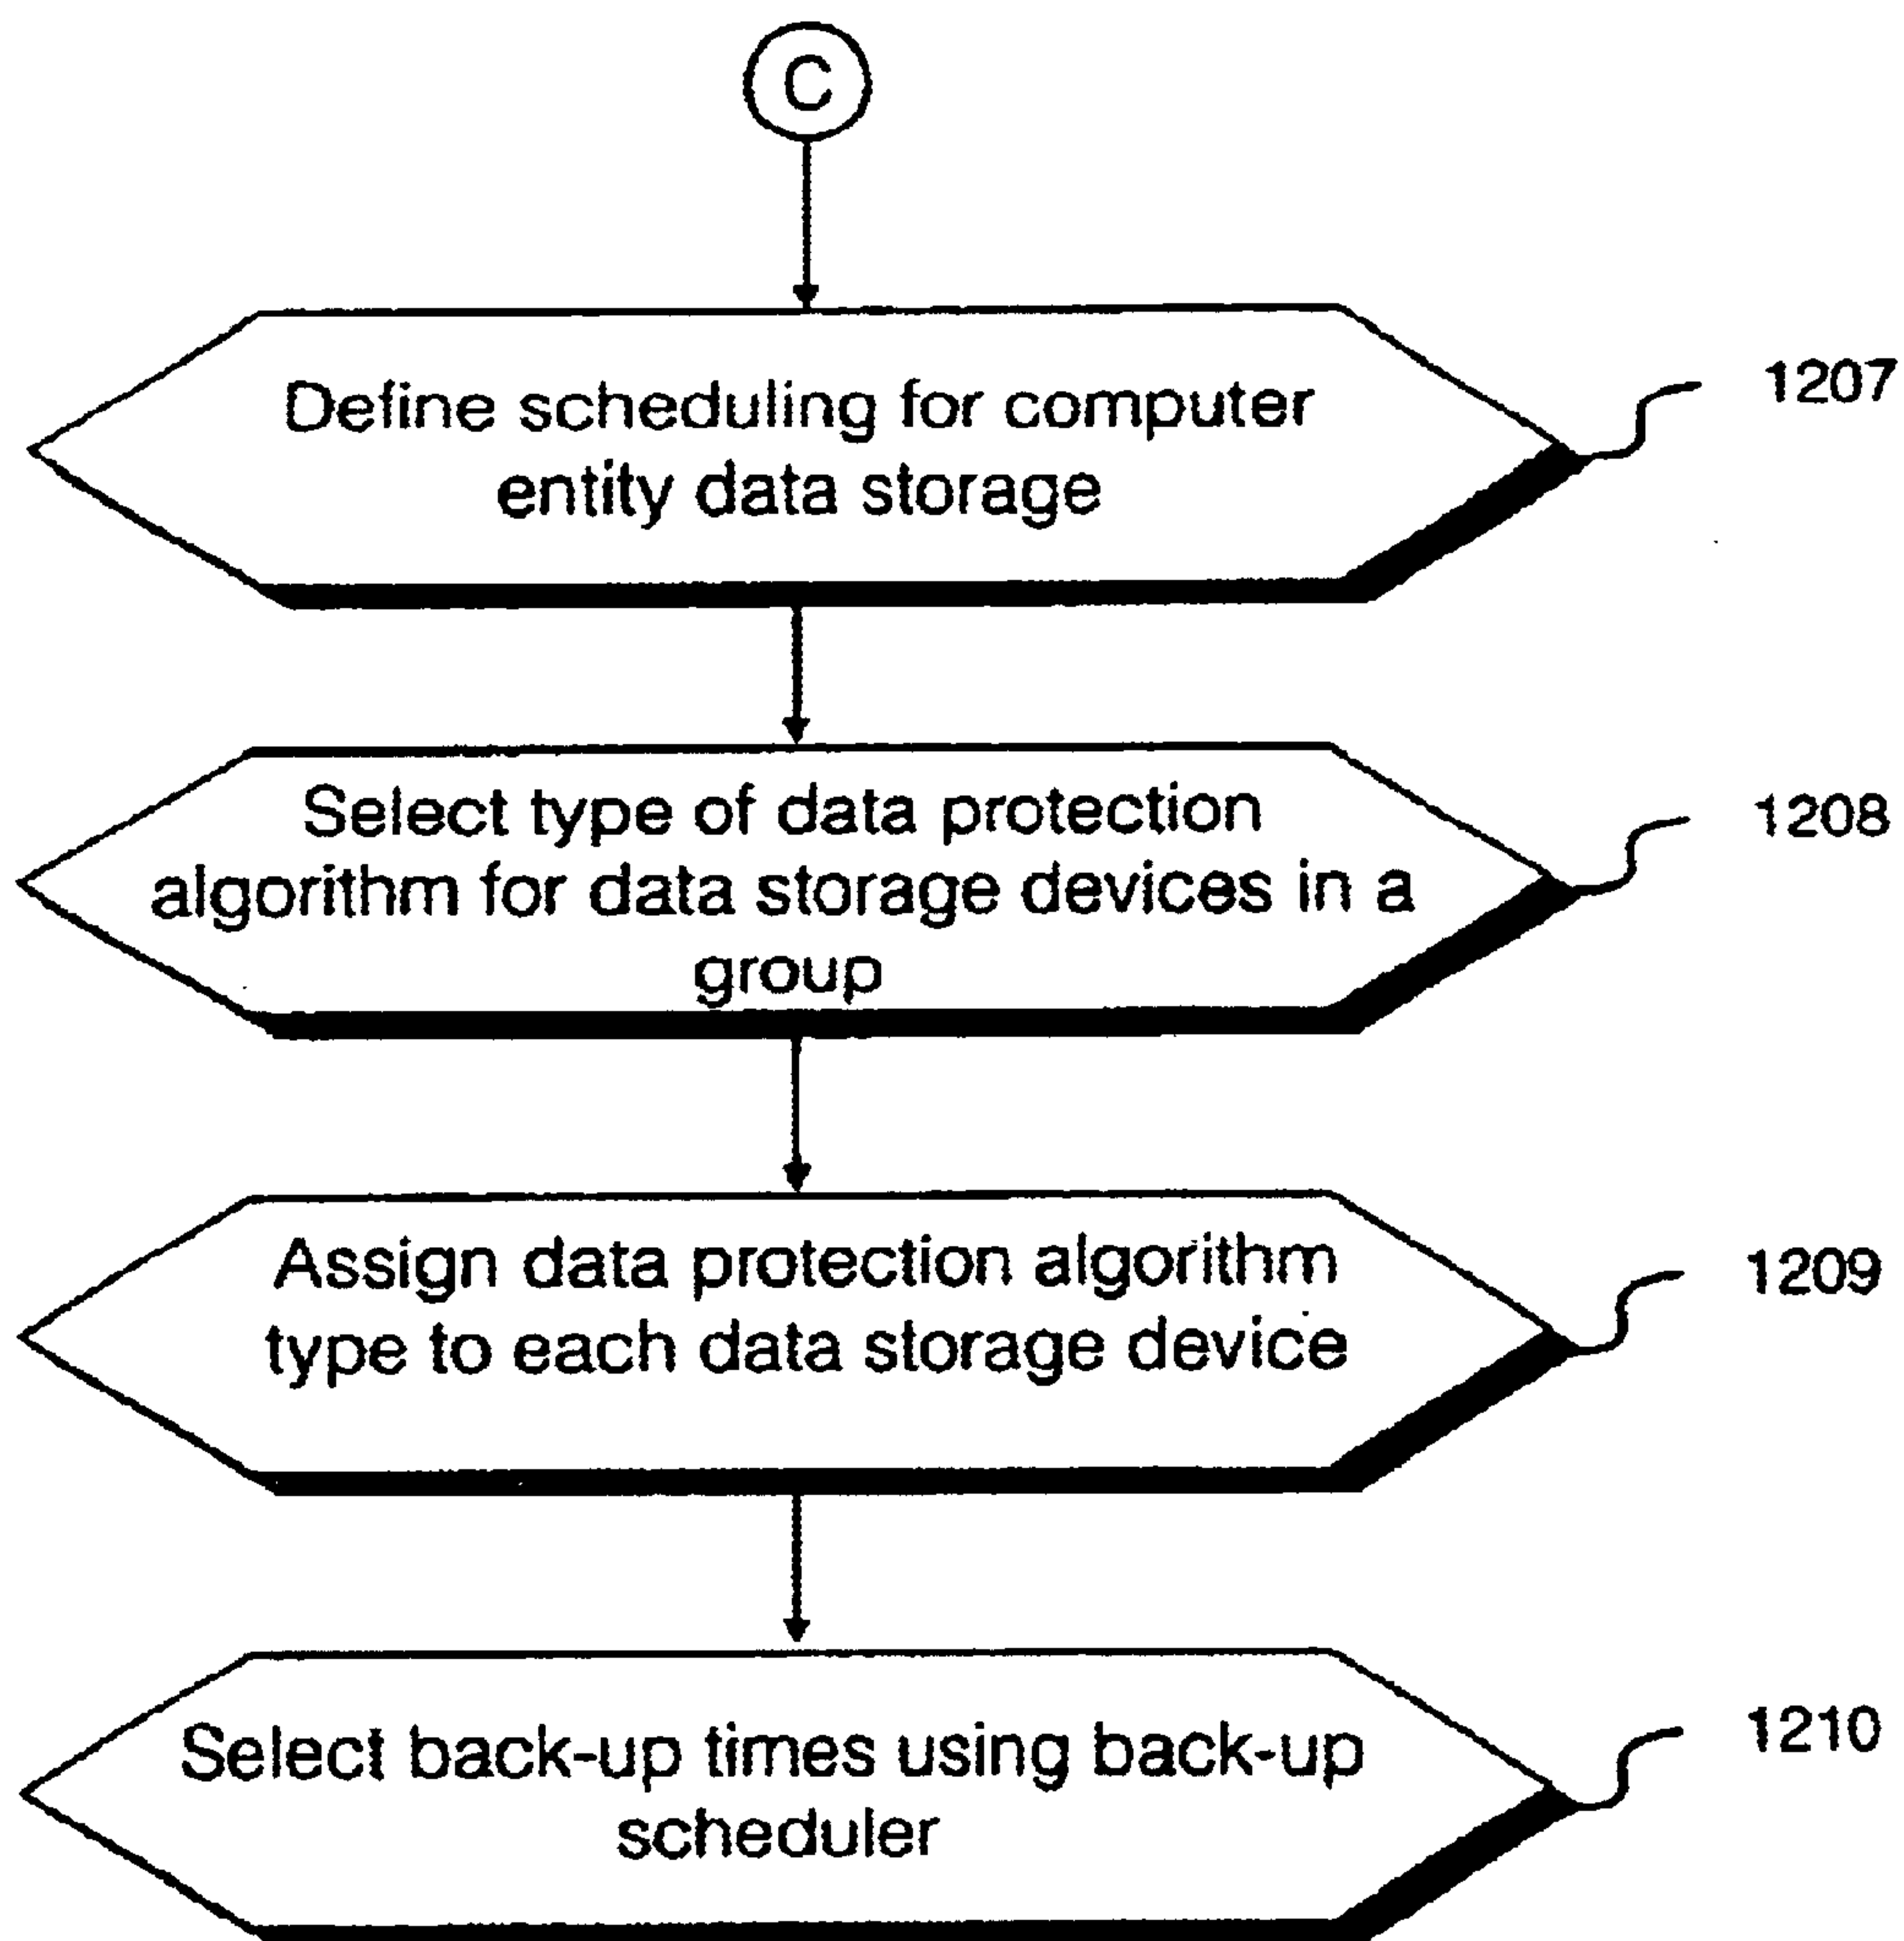 C
Define scheduling for computer
entity data storage
1207
Select type of data protection
algorithm for data storage devices in a
group
1208
Assign data protection algorithm
type to each data storage device
1209
Select back-up times using back-up
scheduler
1210